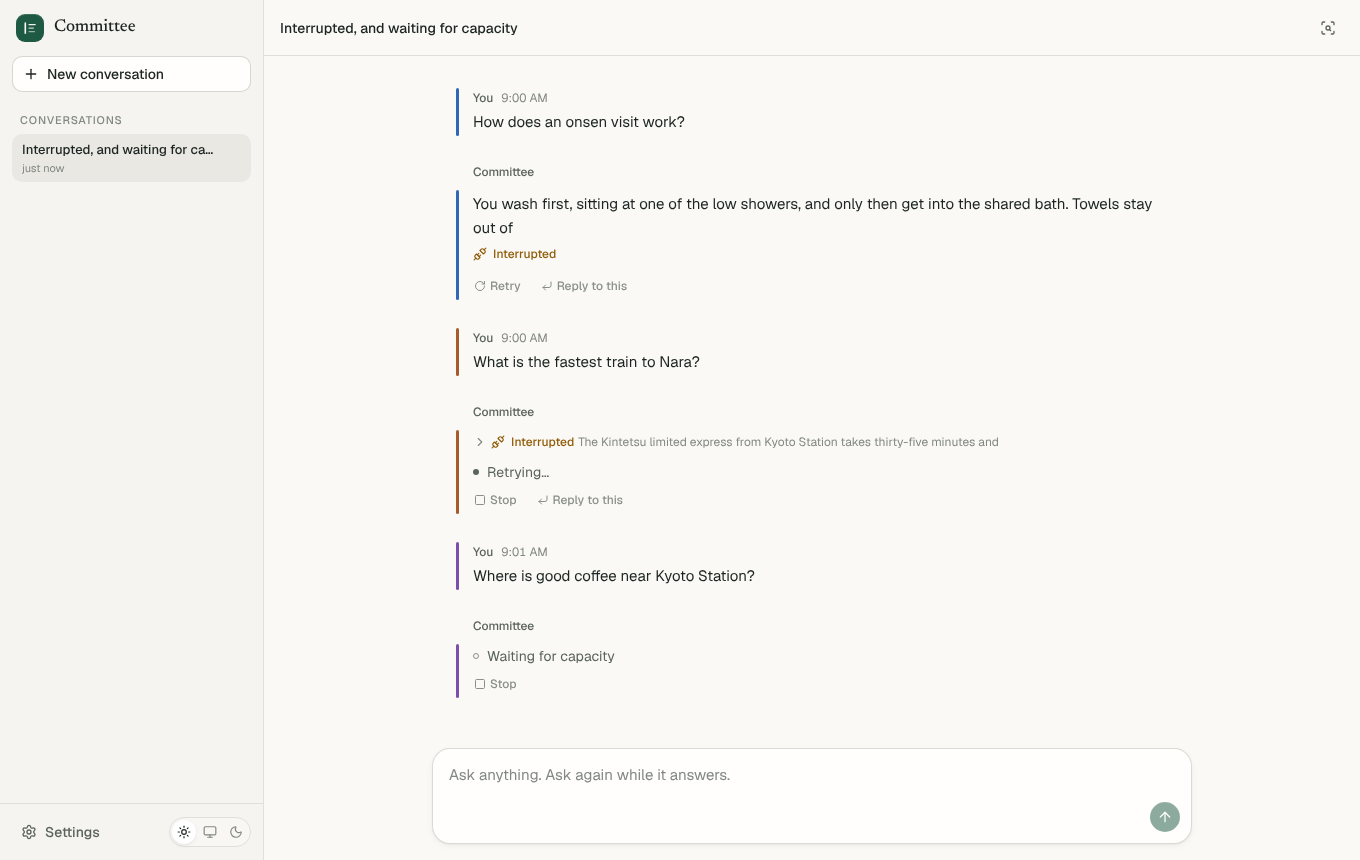 Committee
New conversation
CONVERSATIONS
Interrupted, and waiting for ca...
just now
Settings
Interrupted, and waiting for capacity
You 9:00 AM
How does an onsen visit work?
Committee
You wash first, sitting at one of the low showers, and only then get into the shared bath. Towels stay
out of
Interrupted
Retry Reply to this
You 9:00 AM
What is the fastest train to Nara?
Committee
Interrupted The Kintetsu limited express from Kyoto Station takes thirty-five minutes and
Retrying...
Stop Reply to this
You 9:01 AM
Where is good coffee near Kyoto Station?
Committee
Waiting for capacity
Stop
Ask anything. Ask again while it answers.